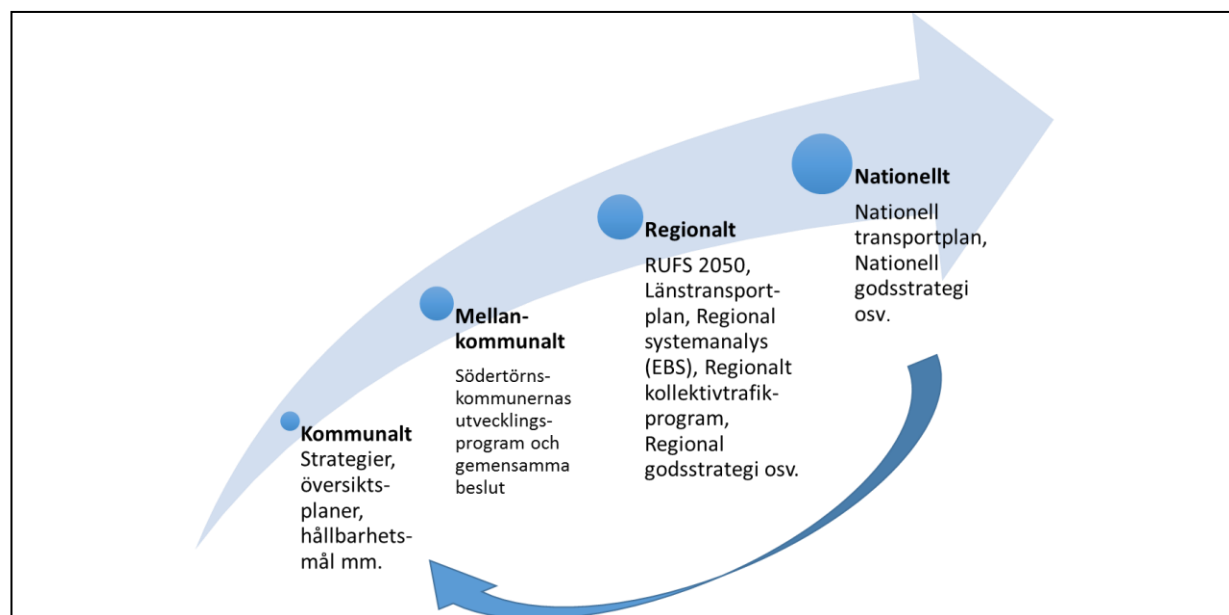 Kommunalt
Strategier,
översikts-
planer,
hållbarhets-
mål mm.
Mellan-
kommunalt
Södertörns-
kommunernas
utvecklings-
program och
gemensamma
beslut
Regionalt
RUFS 2050,
Länstransport-
plan, Regional
systemanalys
(EBS), Regionalt
kollektivtrafik-
program,
Regional
godsstrategi osv.
Nationellt
Nationell
transportplan,
Nationell
godsstrategi
osv.